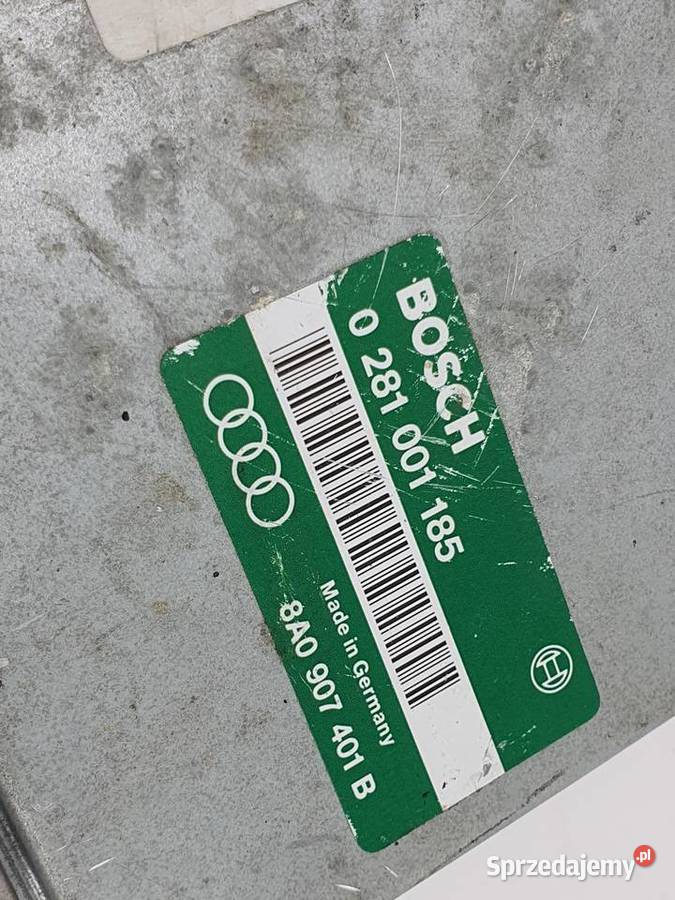 BOSCH
0 281 001 185
Made in Germany
8A0 907 401 B
Sprzedajemy.pl